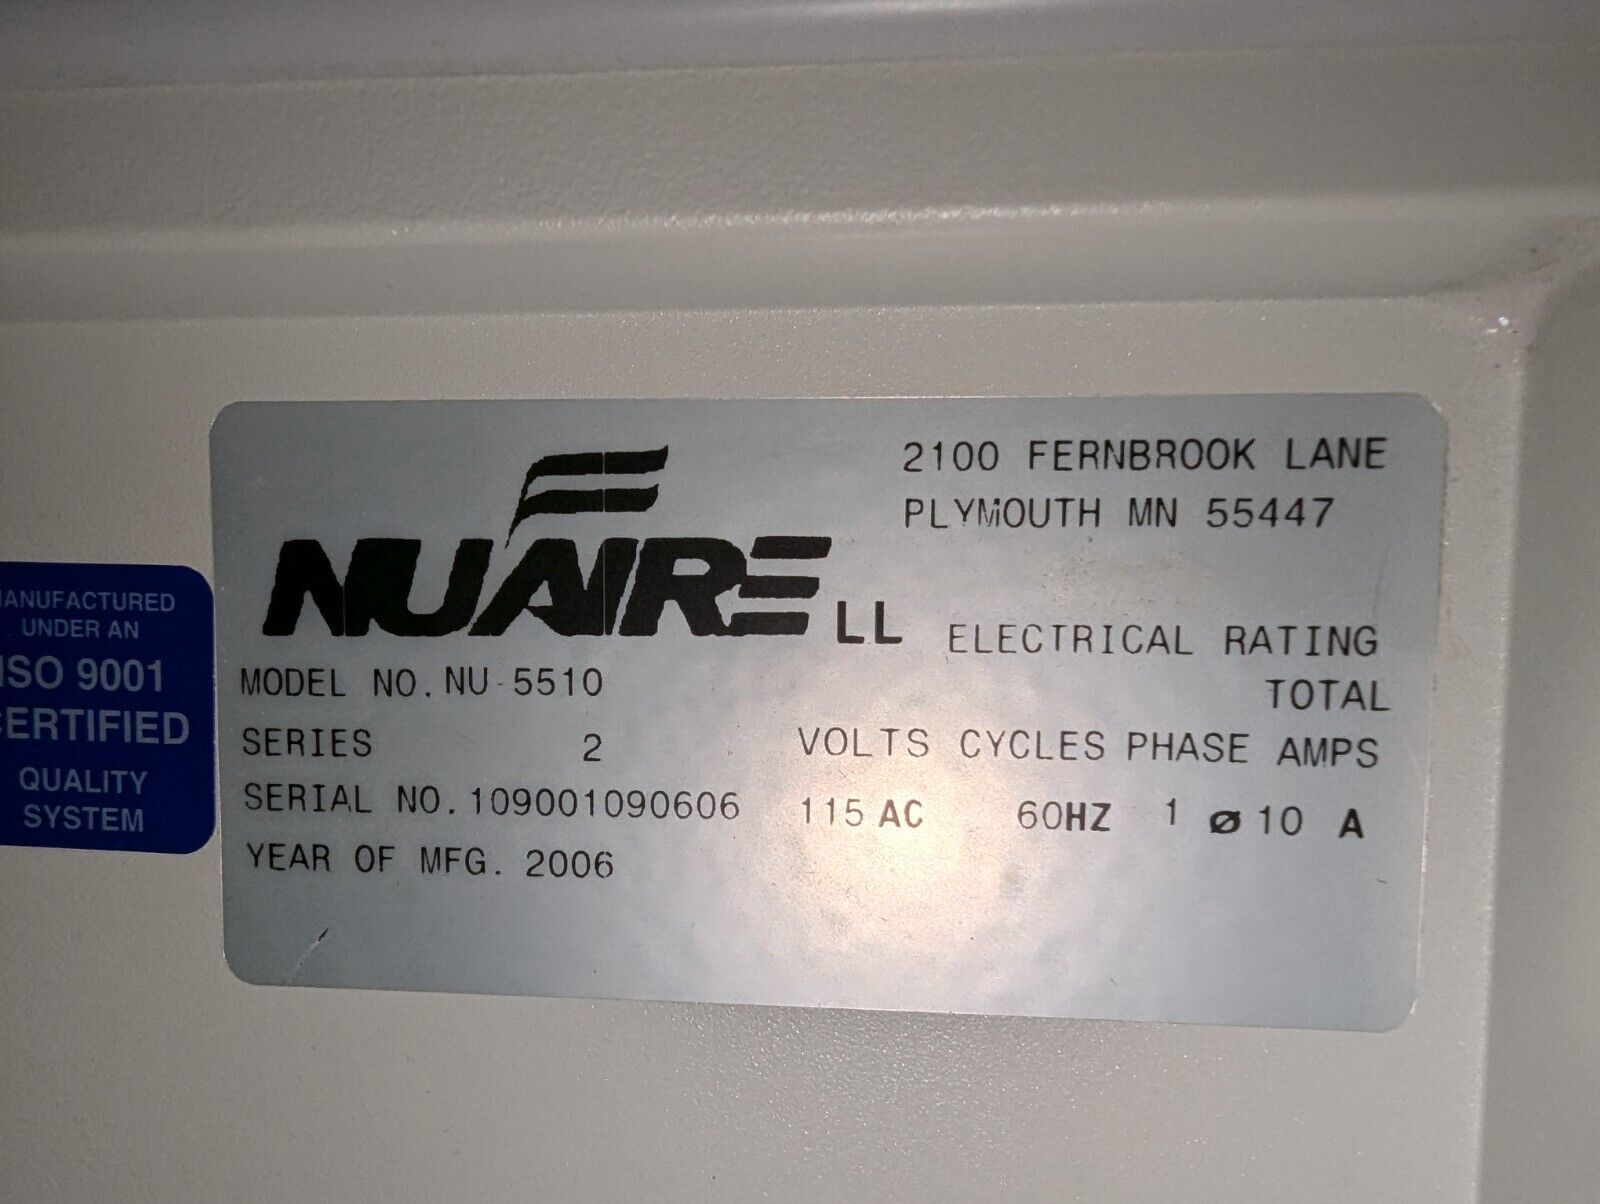 NUAIRE LL
2100 FERNBROOK LANE
PLYMOUTH MN 55447
ELECTRICAL RATING
MODEL NO. NU-5510
TOTAL
SERIES 2
VOLTS CYCLES PHASE AMPS
SERIAL NO. 109001090606
115 AC 60HZ 1 ø 10 A
YEAR OF MFG. 2006
ANUFACTURED
UNDER AN
ISO 9001
CERTIFIED
QUALITY
SYSTEM